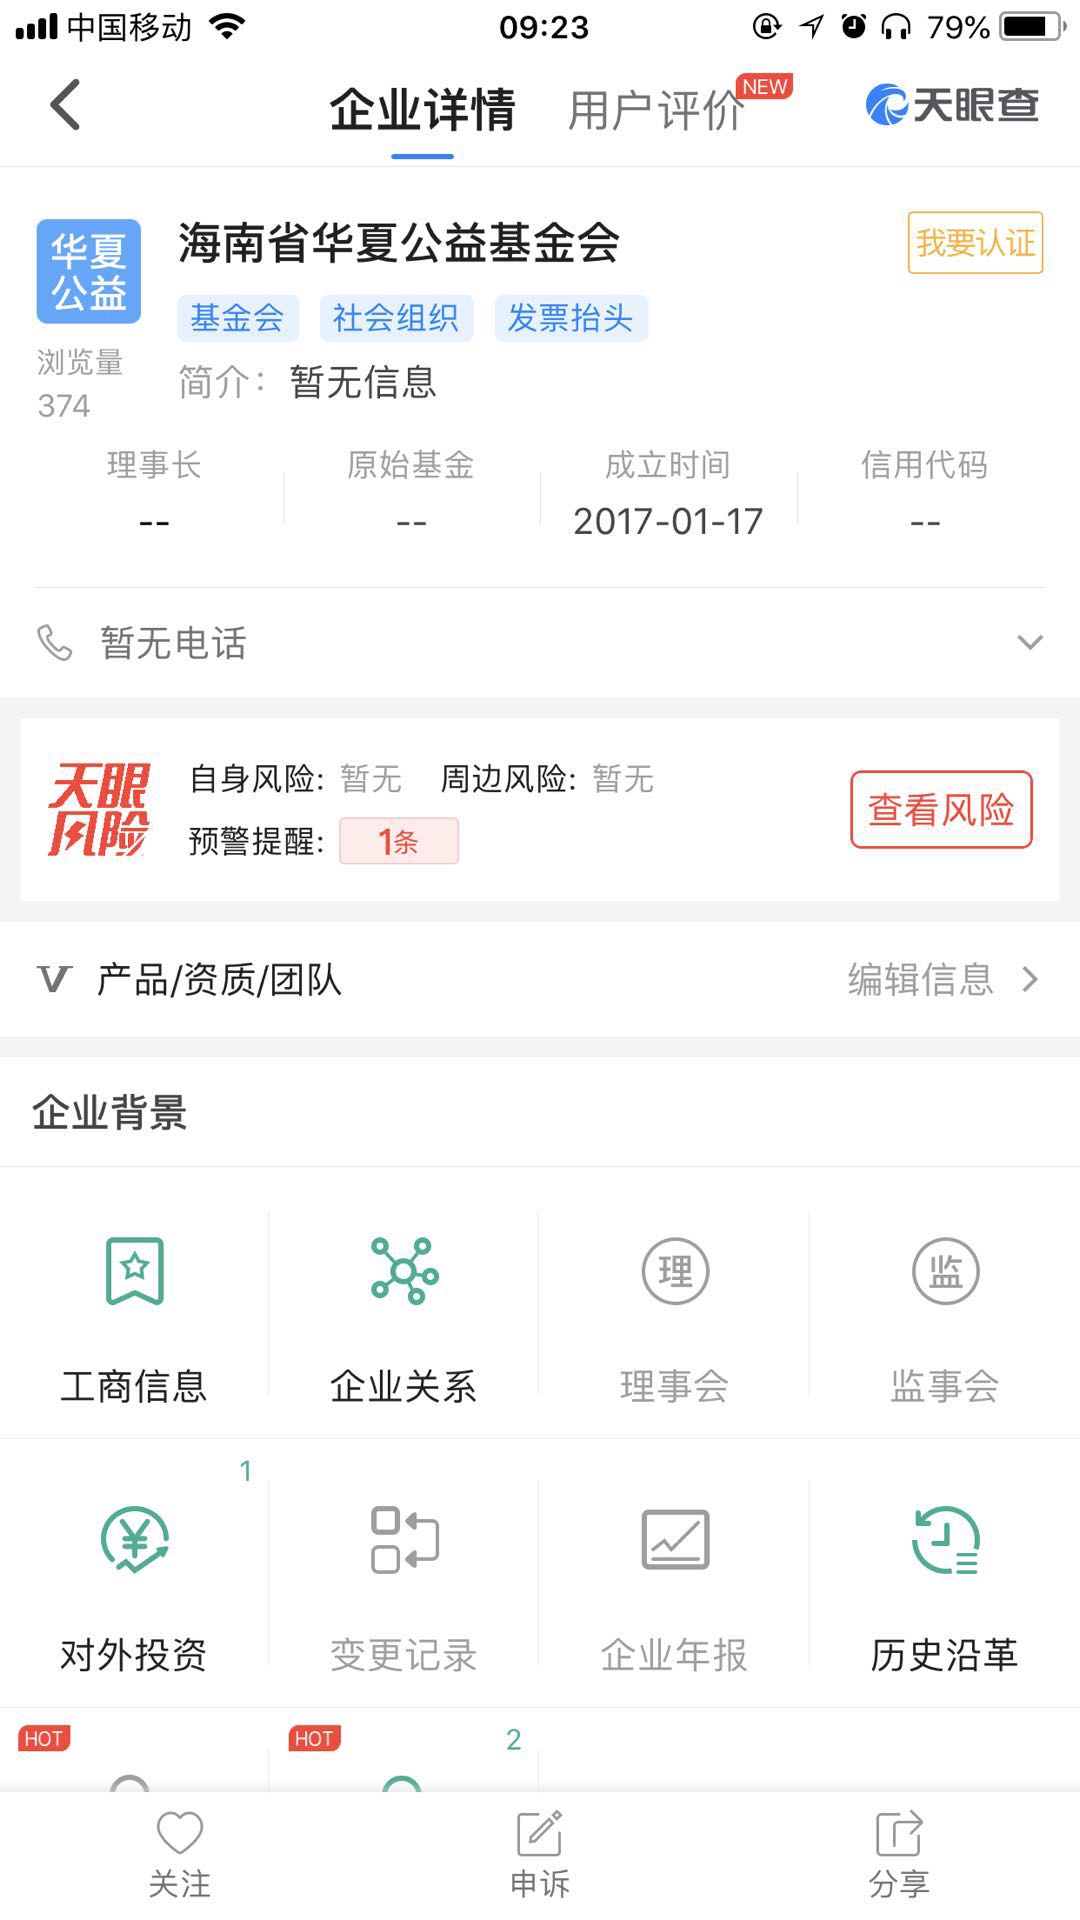 中国移动 09:23 79%
企业详情 用户评价 NEW 天眼查
华夏公益 海南省华夏公益基金会 我要认证
基金会 社会组织 发票抬头
浏览量 374
简介： 暂无信息
理事长 原始基金 成立时间 信用代码
-- -- 2017-01-17 --
暂无电话
天眼风险
自身风险: 暂无 周边风险: 暂无
预警提醒: 1条
查看风险
V 产品/资质/团队 编辑信息
企业背景
理 监
工商信息 企业关系 理事会 监事会
1
对外投资 变更记录 企业年报 历史沿革
HOT HOT 2
关注 申诉 分享